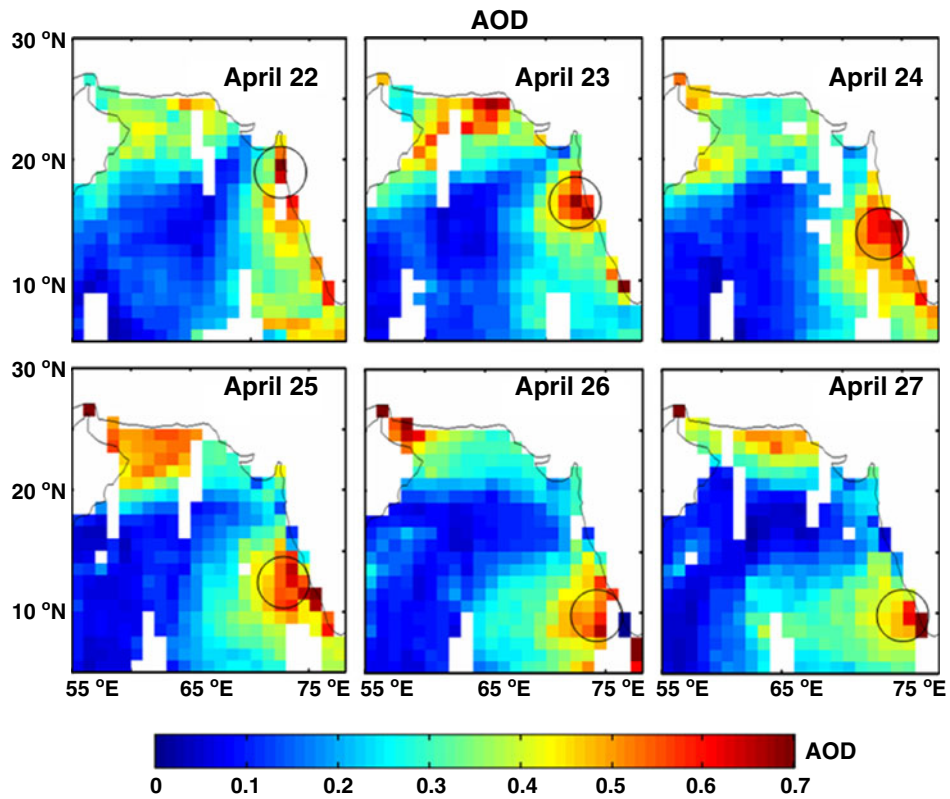 AOD
30 °N
April 22
April 23
April 24
20 °N
10 °N
30 °N
April 25
April 26
April 27
20 °N
10 °N
55 °E
65 °E
75 °E
65 °E
75 °E
55 °E
65 °E
75 °E
AOD
0
0.1
0.2
0.3
0.4
0.5
0.6
0.7